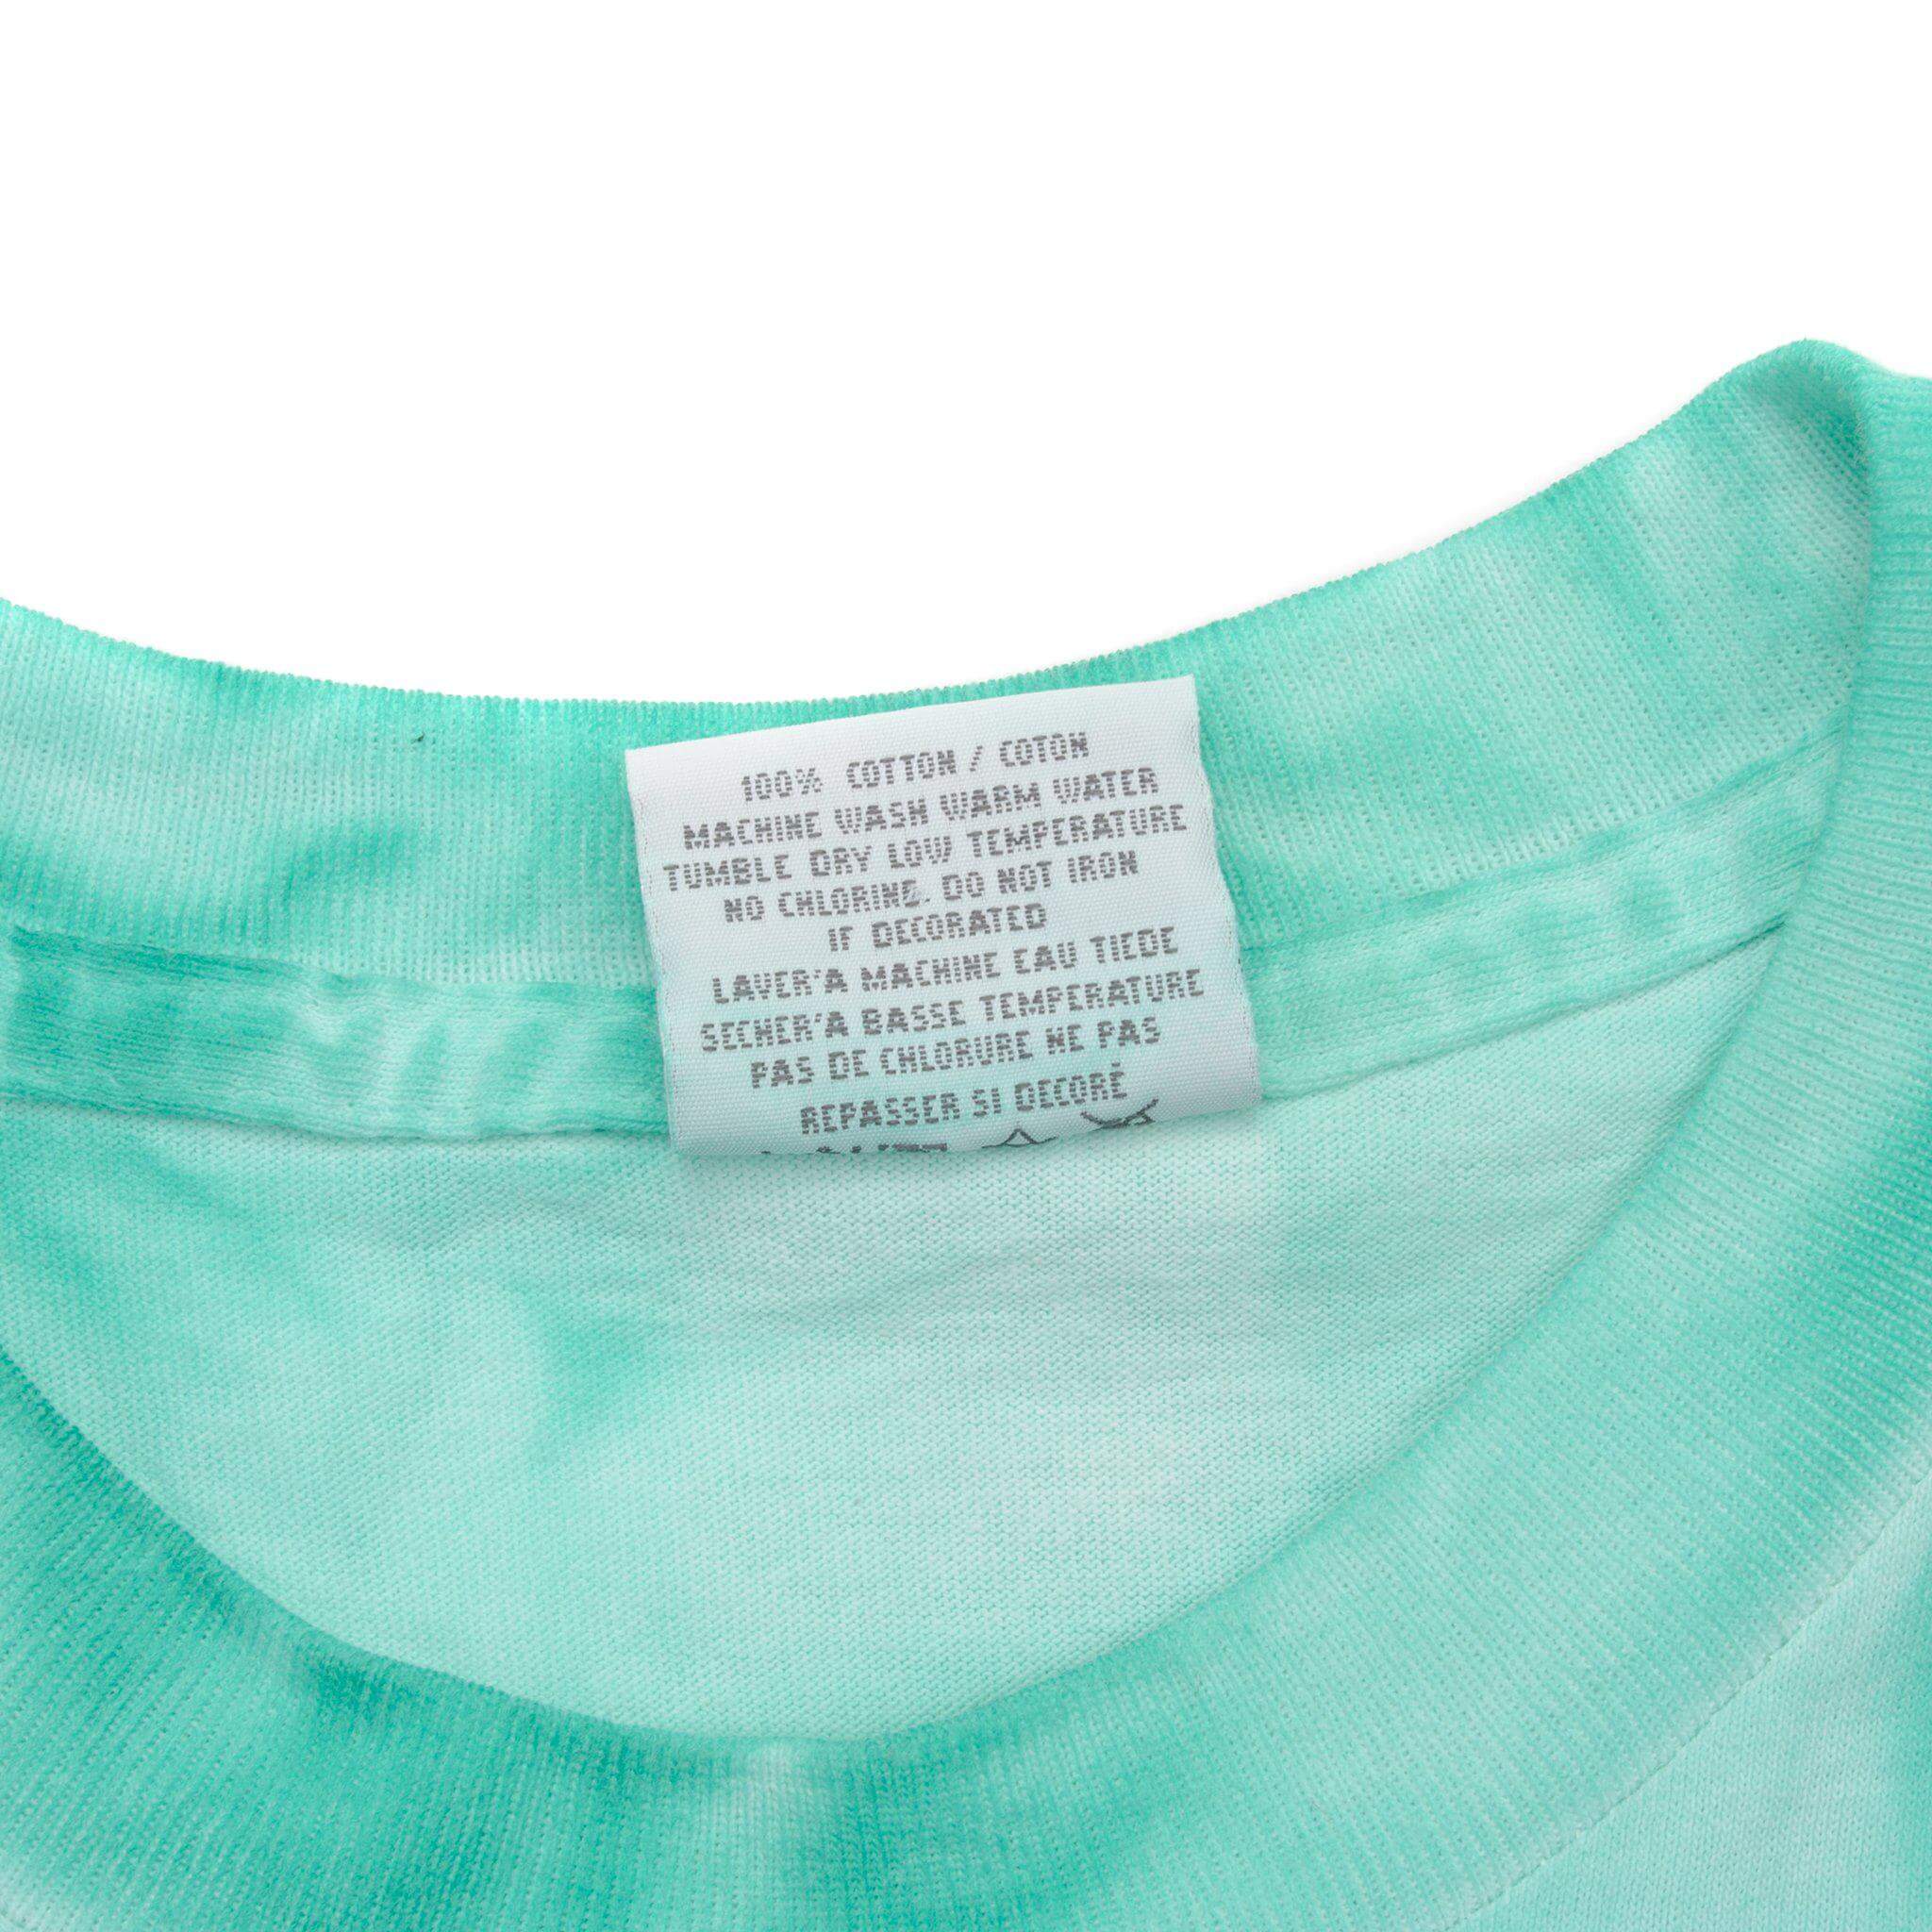 100% COTTON / COTON
MACHINE WASH WARM WATER
TUMBLE DRY LOW TEMPERATURE
NO CHLORINE. DO NOT IRON
IF DECORATED
LAVER'A MACHINE EAU TIEDE
SECHER'A BASSE TEMPERATURE
PAS DE CHLORURE NE PAS
REPASSER SI DECORÉ